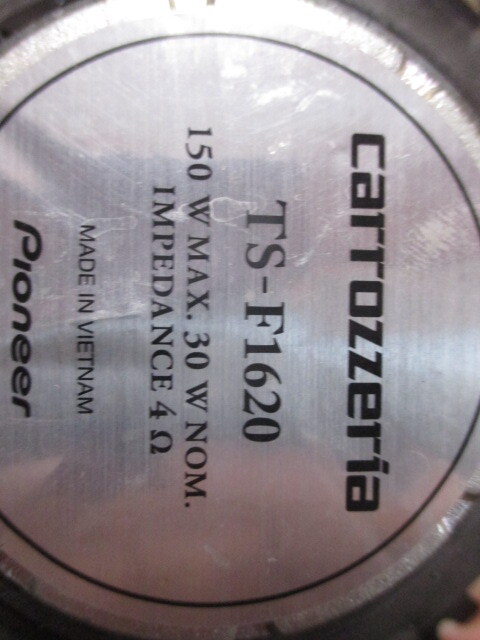 carrozzeria
TS-F1620
150 W MAX. 30 W NOM.
IMPEDANCE 4 Ω
MADE IN VIETNAM
Pioneer